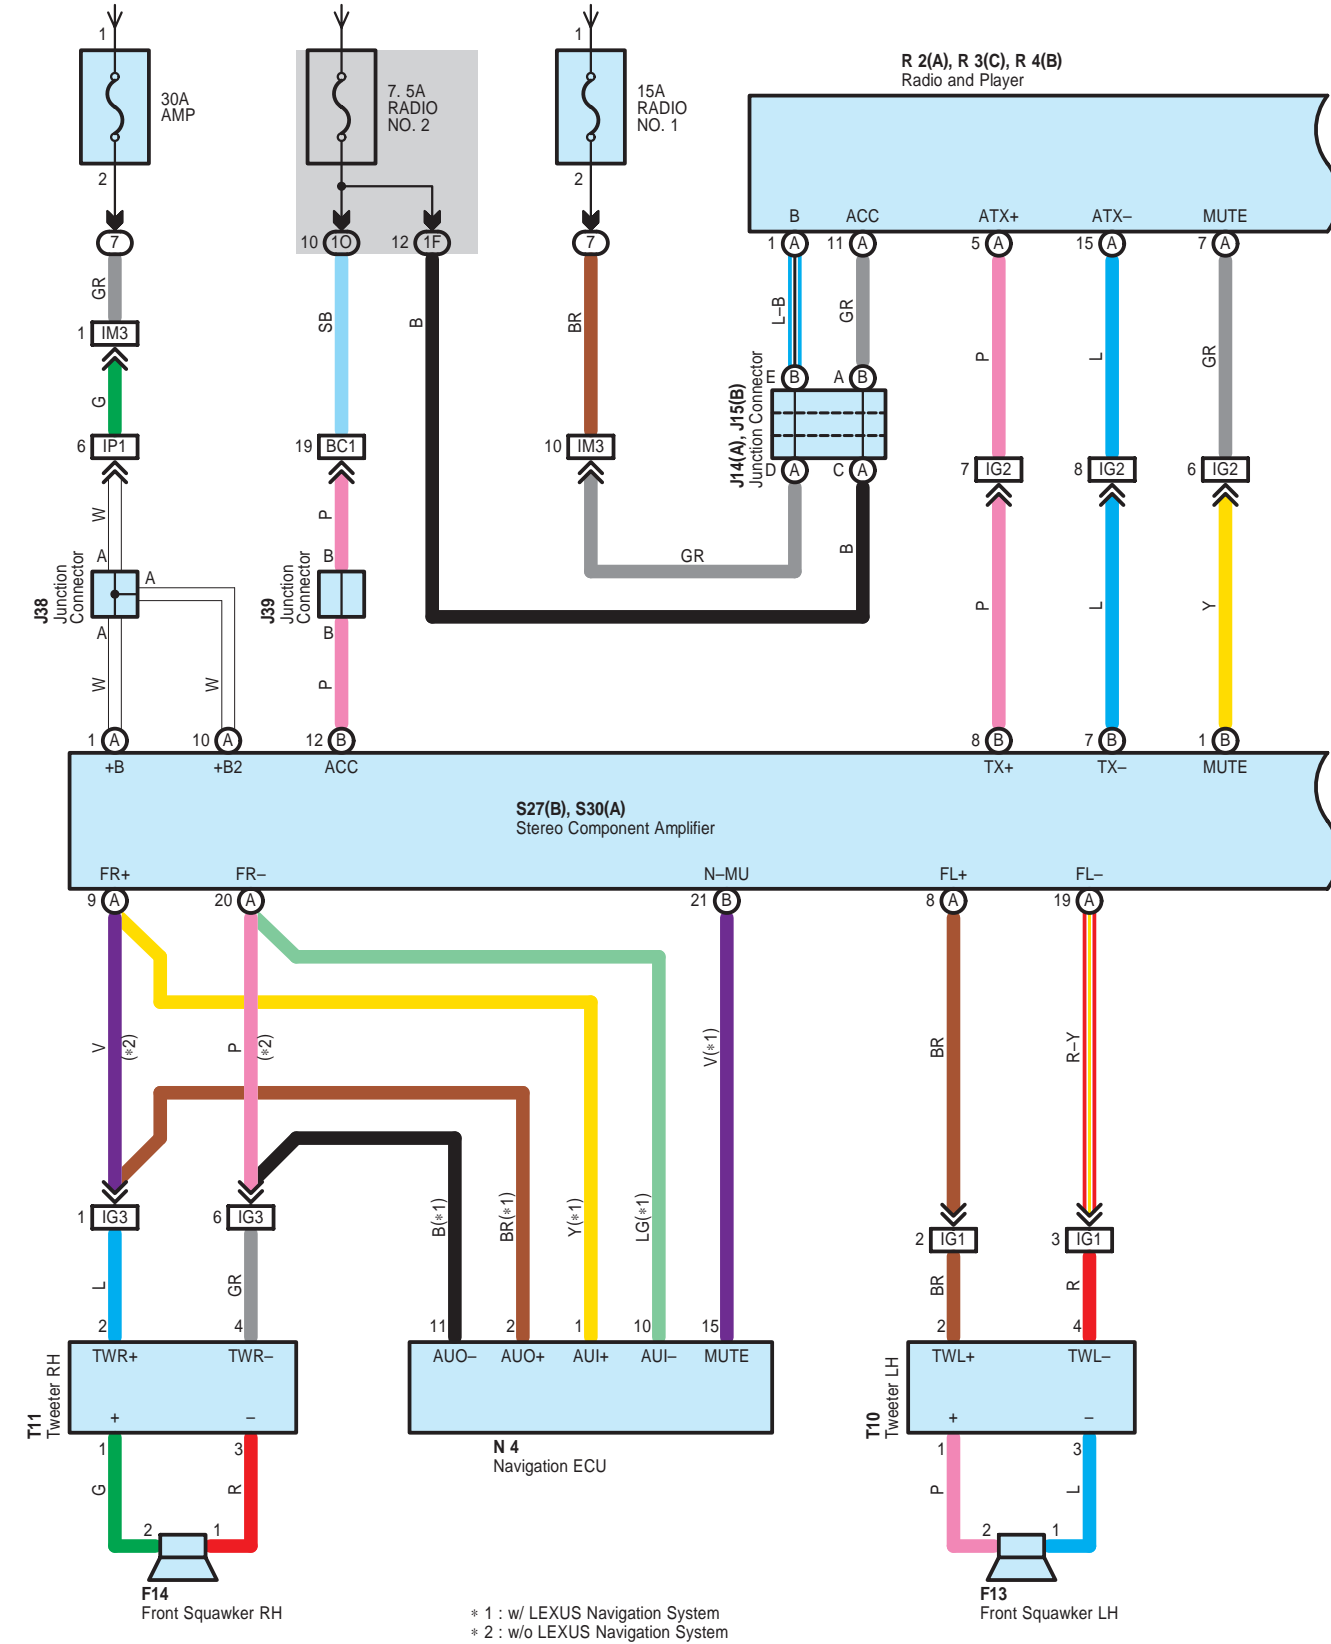 1
1
30A
AMP
7. 5A
RADIO
NO. 2
15A
RADIO
NO. 1
R 2(A), R 3(C), R 4(B)
Radio and Player
2
2
B
ACC
ATX+
ATX–
MUTE
7
10 1O
12 1F
7
1 A
11 A
5 A
15 A
7 A
GR
SB
B
BR
L–B
GR
P
L
GR
1 IM3
E B
A B
G
J14(A), J15(B)
Junction Connector
6 IP1
19 BC1
10 IM3
D A
C A
7 IG2
8 IG2
6 IG2
W
P
GR
B
A
A
B
J38
Junction
Connector
J39
Junction
Connector
P
L
Y
A
B
W
W
P
1 A
10 A
12 B
8 B
7 B
1 B
+B
+B2
ACC
TX+
TX–
MUTE
S27(B), S30(A)
Stereo Component Amplifier
FR+
FR–
N–MU
FL+
FL–
9 A
20 A
21 B
8 A
19 A
V
(∗2)
P
(∗2)
V(∗1)
BR
R–Y
1 IG3
6 IG3
B(∗1)
BR(∗1)
Y(∗1)
LG(∗1)
2 IG1
3 IG1
L
GR
BR
R
2
4
11
2
1
10
15
2
4
TWR+
TWR–
AUO–
AUO+
AUI+
AUI–
MUTE
TWL+
TWL–
T11
Tweeter RH
T10
Tweeter LH
+
–
+
–
1
3
N 4
Navigation ECU
1
3
G
R
P
L
2
1
2
1
F14
Front Squawker RH
F13
Front Squawker LH
∗ 1 : w/ LEXUS Navigation System
∗ 2 : w/o LEXUS Navigation System